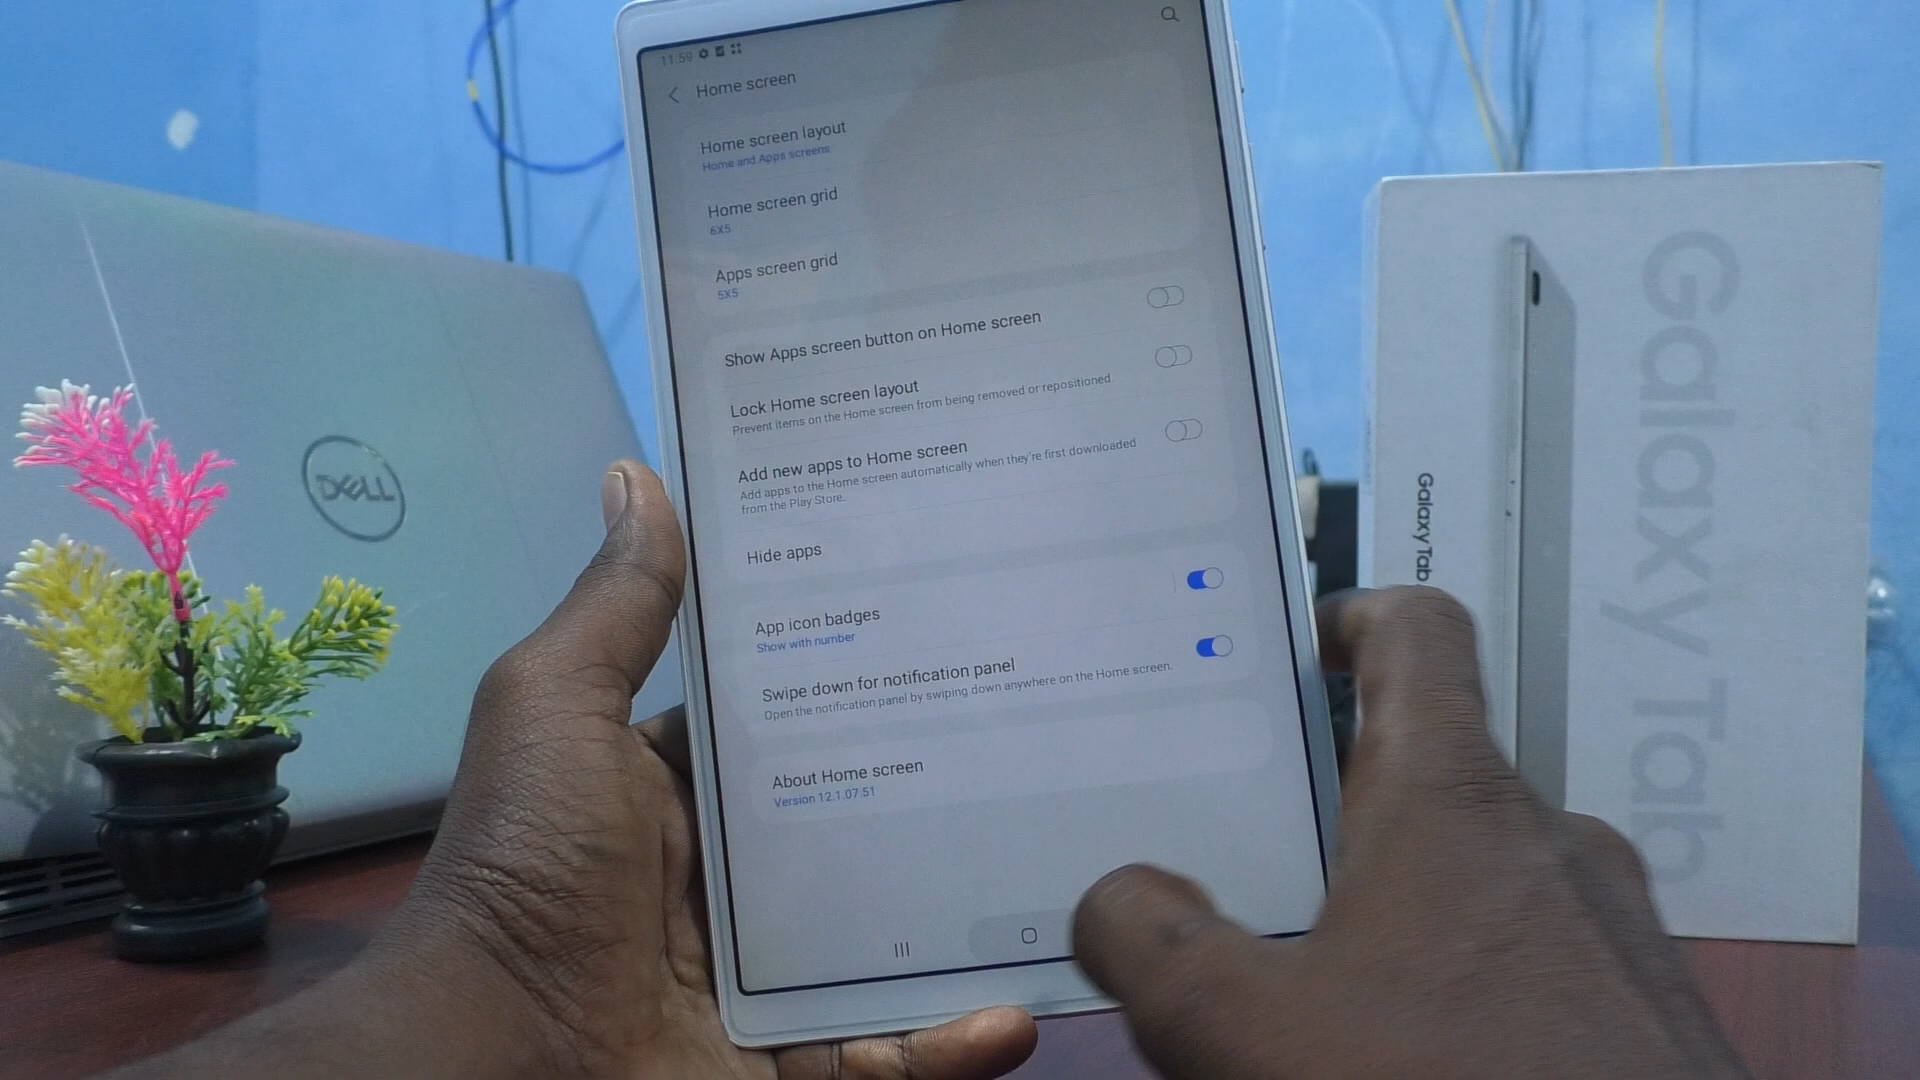 11:59
Home screen
Home screen layout
Home and Apps screens
Home screen grid
6X5
Apps screen grid
5X5
Show Apps screen button on Home screen
Lock Home screen layout
Prevent items on the Home screen from being removed or repositioned.
Add new apps to Home screen
Add apps to the Home screen automatically when they're first downloaded
from the Play Store.
Hide apps
App icon badges
Show with number
Swipe down for notification panel
Open the notification panel by swiping down anywhere on the Home screen.
About Home screen
Version 12.1.07.51
DELL
Galaxy Tab
Galaxy Tab